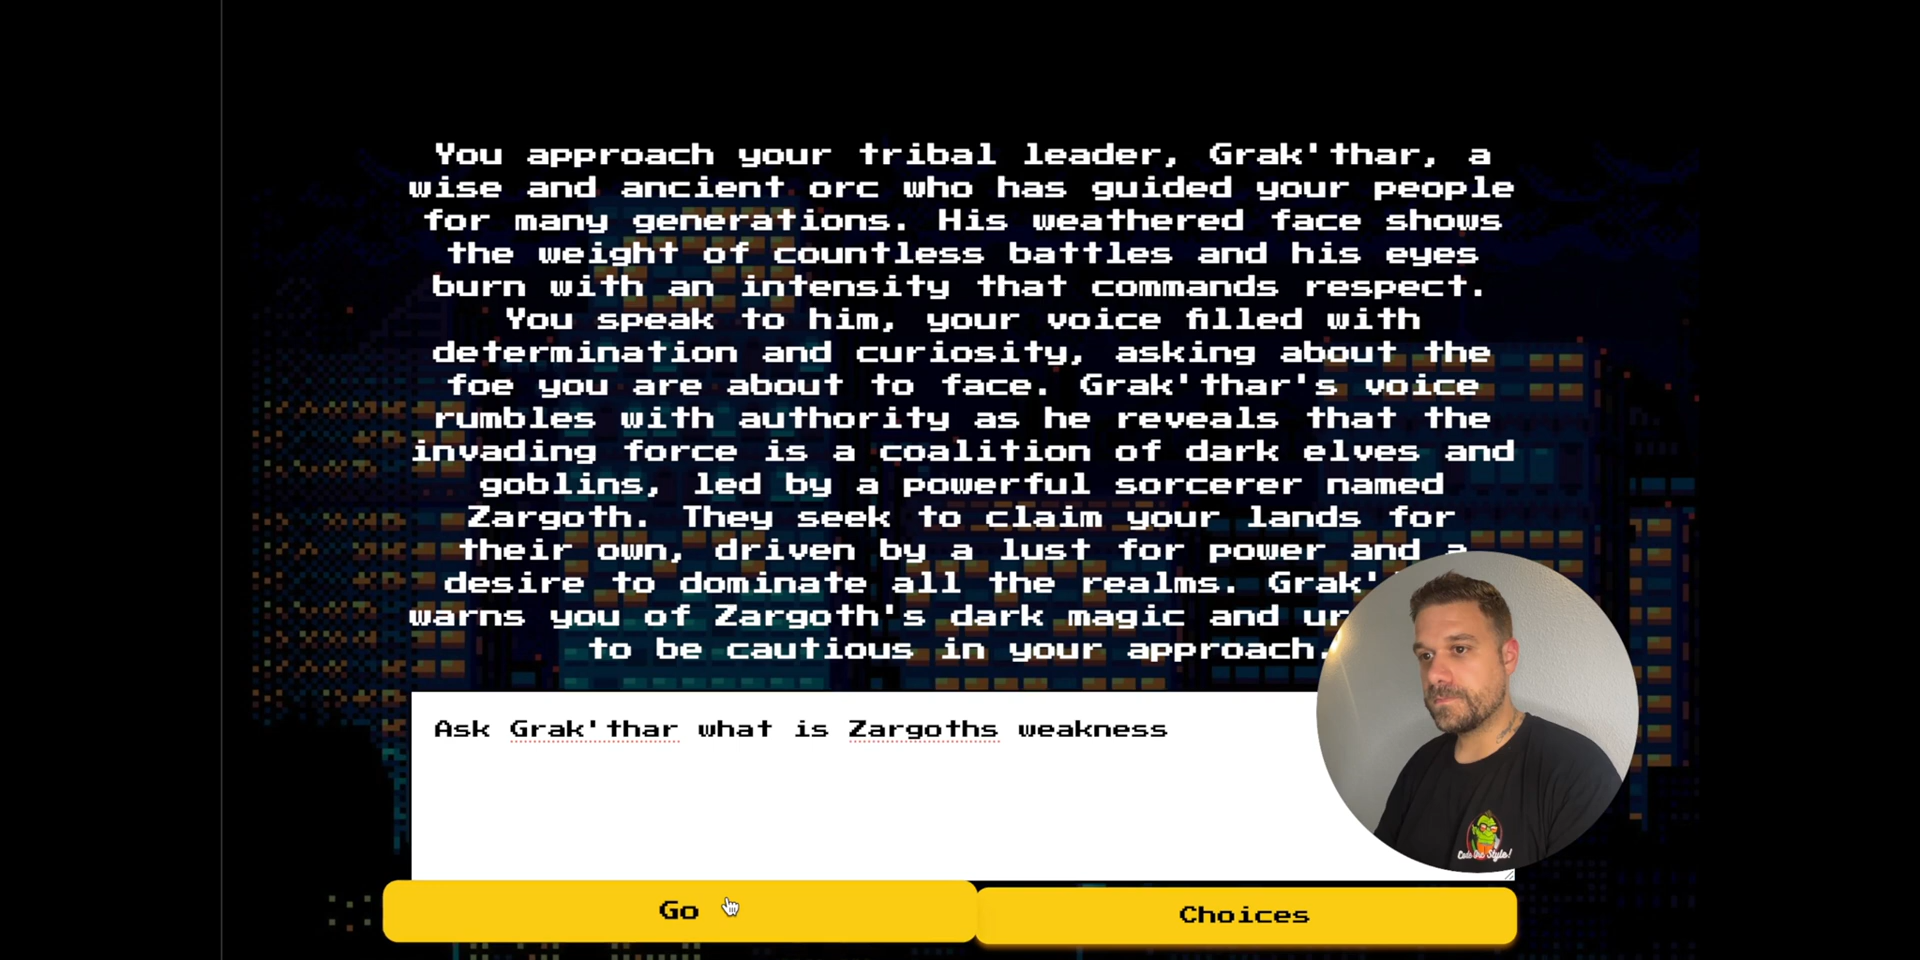 You approach your tribal leader, Grak'thar, a
wise and ancient orc who has guided your people
for many generations. His weathered face shows
the weight of countless battles and his eyes
burn with an intensity that commands respect.
You speak to him, your voice filled with
determination and curiosity, asking about the
foe you are about to face. Grak'thar's voice
rumbles with authority as he reveals that the
invading force is a coalition of dark elves and
goblins, led by a powerful sorcerer named
Zargoth. They seek to claim your lands for
their own, driven by a lust for power and a
desire to dominate all the realms.
warns you of Zargoth's dark magic and
to be cautious in your approach.
Ask Grak'thar what is Zargoths weakness
Code the Style!
Go
Choices